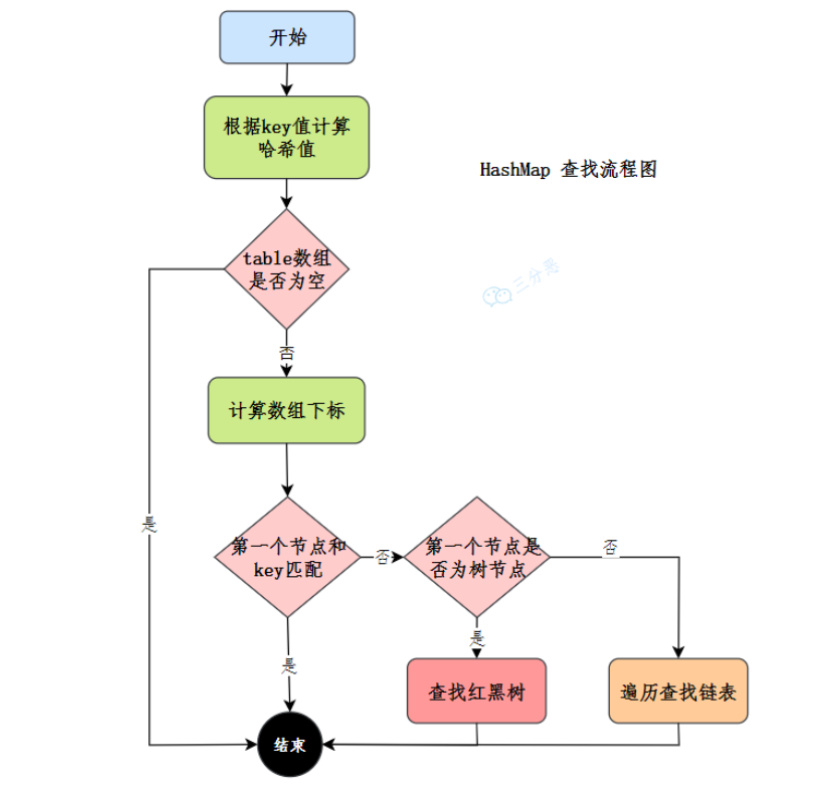 开始
根据key值计算
哈希值
HashMap 查找流程图
table数组
是否为空
三分恶
否
计算数组下标
是
第一个节点和
key匹配
否
第一个节点是
否为树节点
否
是
是
查找红黑树
遍历查找链表
结束